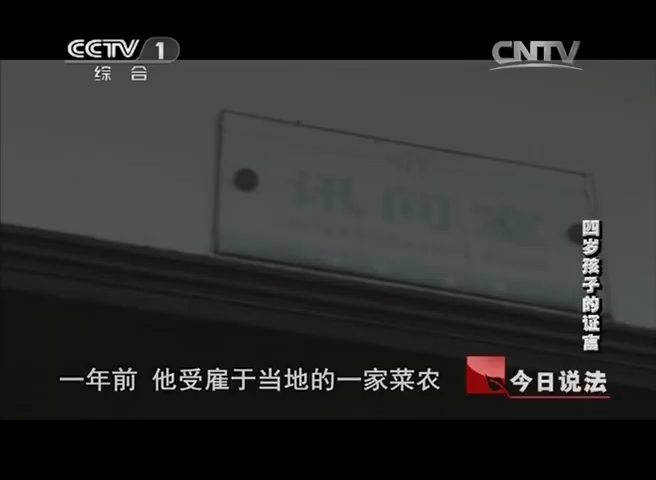 CCTV 1
综合
CNTV
讯问室
四岁孩子的证言
一年前 他受雇于当地的一家菜农
今日说法